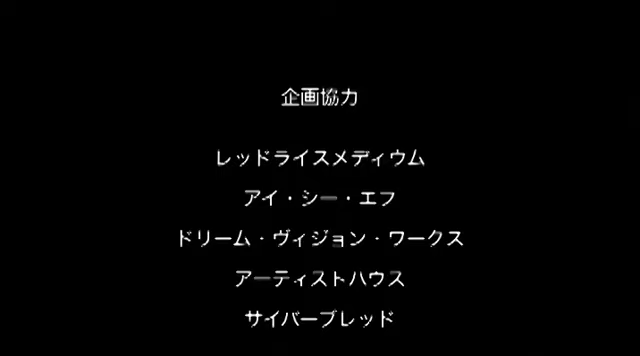 企画協力
レッドライスメディウム
アイ・シー・エフ
ドリーム・ヴィジョン・ワークス
アーティストハウス
サイバーブレッド